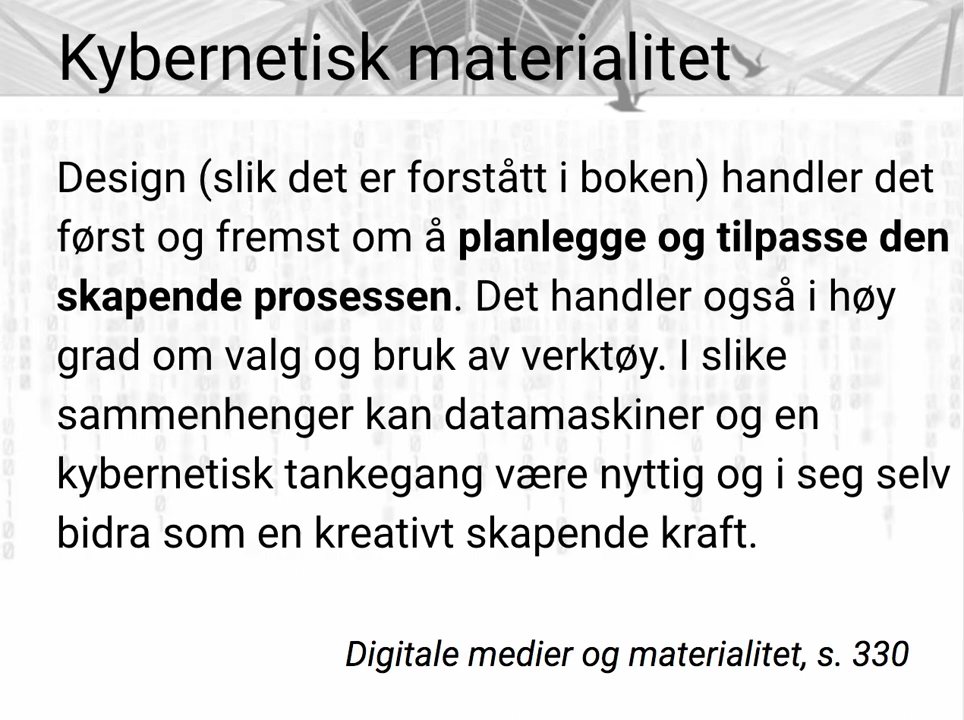 Kybernetisk materialitet
Design (slik det er forstått i boken) handler det
først og fremst om å planlegge og tilpasse den
skapende prosessen. Det handler også i høy
grad om valg og bruk av verktøy. I slike
sammenhenger kan datamaskiner og en
kybernetisk tankegang være nyttig og i seg selv
bidra som en kreativt skapende kraft.
Digitale medier og materialitet, s. 330